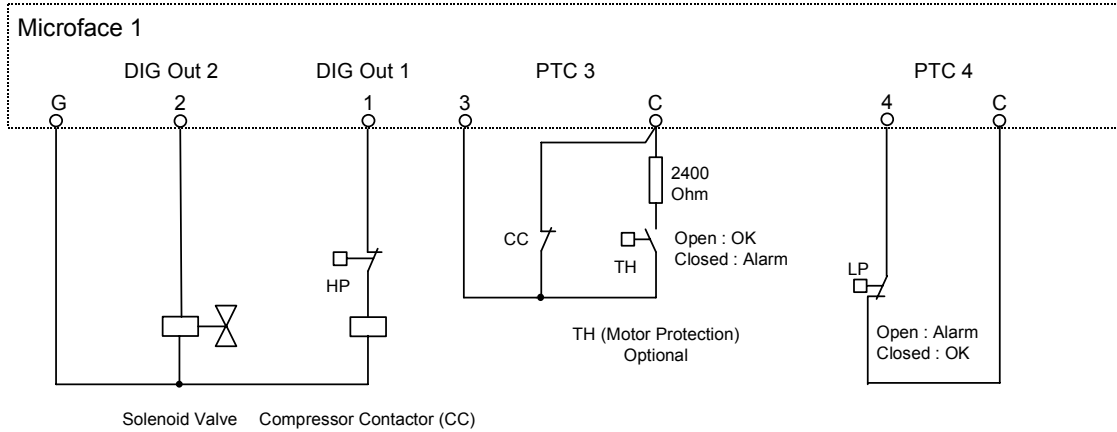 Microface 1
DIG Out 2
DIG Out 1
PTC 3
PTC 4
G
2
1
3
C
4
C
2400
Ohm
CC
TH
Open : OK
Closed : Alarm
HP
LP
Open : Alarm
Closed : OK
TH (Motor Protection)
Optional
Solenoid Valve
Compressor Contactor (CC)